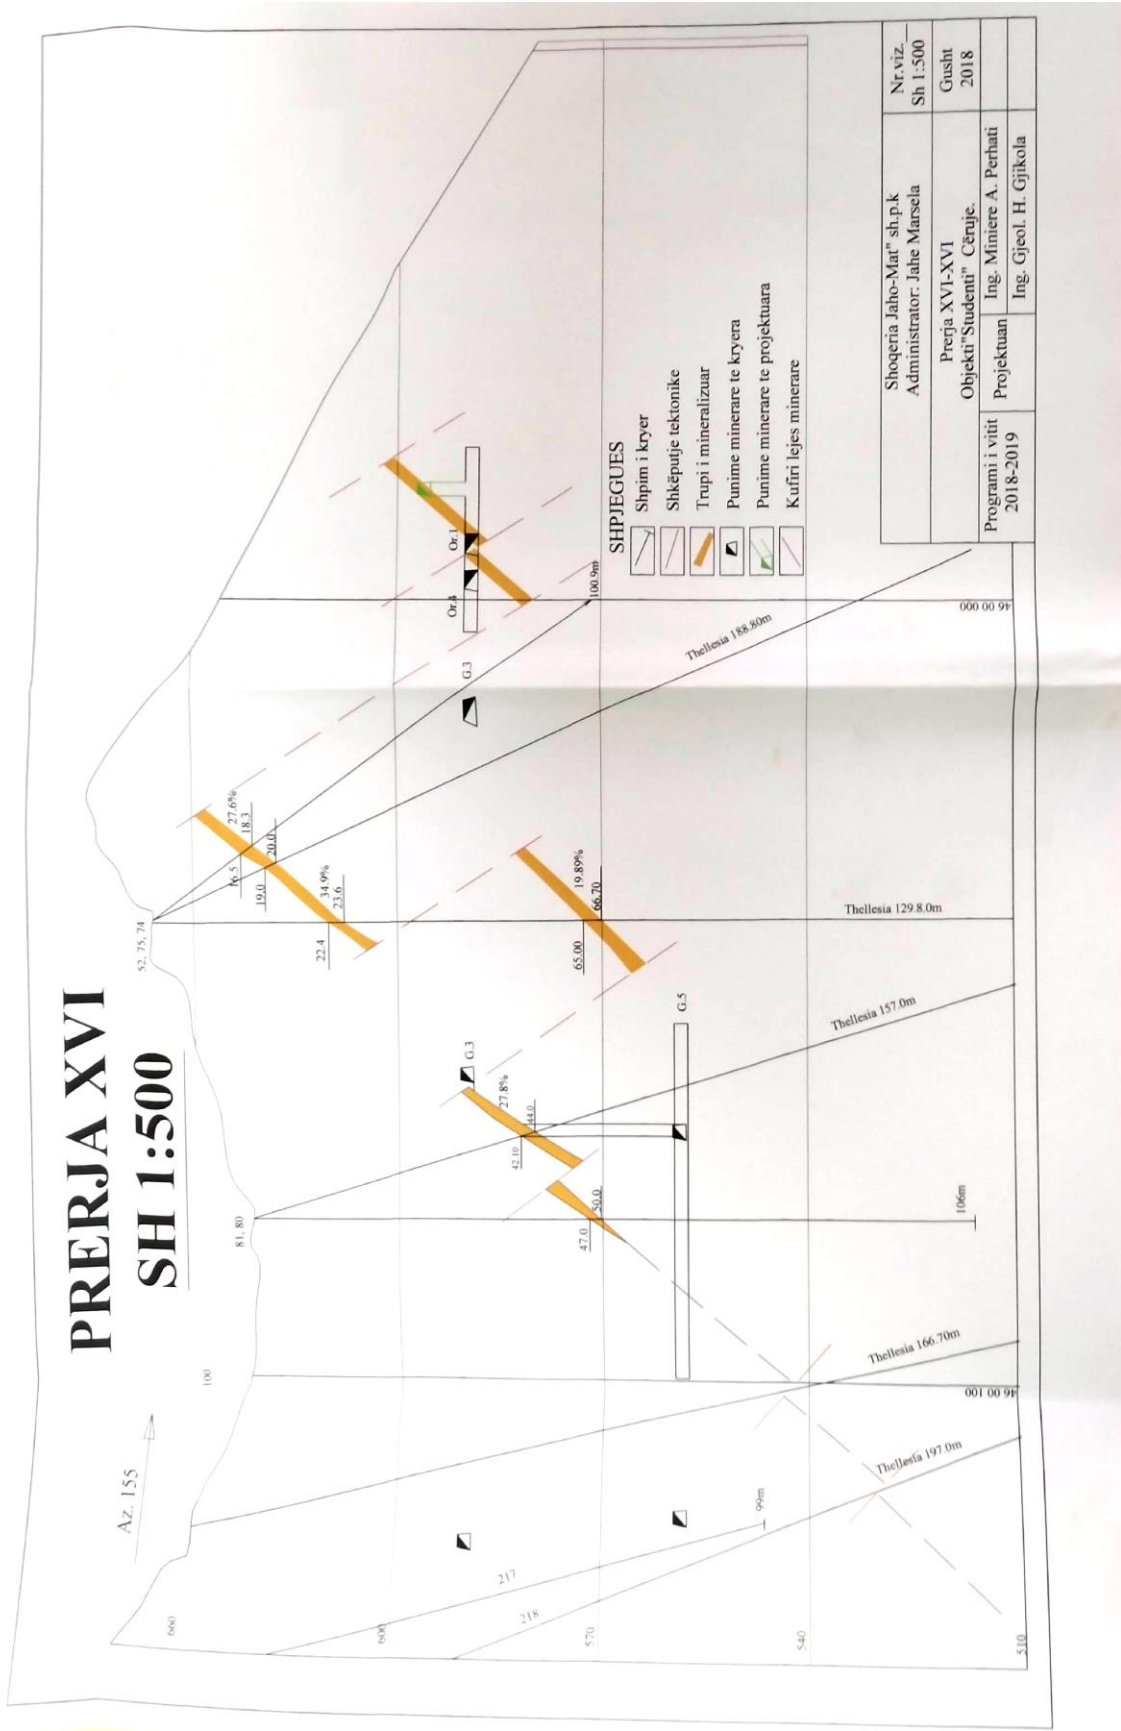 PRERJA XVI
SH 1:500
Az. 155
660
600
570
540
510
52, 75, 74
81, 80
100
217
218
16.5
27.6%
18.3
19.0
20.0
22.4
34.9%
23.6
65.00
19.89%
66.70
42.10
27.8%
44.0
47.0
50.0
G.3
G.3
G.5
Or.4
Or.1
100.9m
Thellesia 188.80m
Thellesia 129.8.0m
Thellesia 157.0m
106m
Thellesia 166.70m
Thellesia 197.0m
99m
46 00 000
46 00 100
SHPJEGUES
Shpim i kryer
Shkëputje tektonike
Trupi i mineralizuar
Punime minerare te kryera
Punime minerare te projektuara
Kufiri lejes minerare
Shoqeria Jaho-Mat" sh.p.k
Administrator: Jahe Marsela
Nr.viz.__
Sh 1:500
Prerja XVI-XVI
Objekti"Studenti" Cëruje.
Gusht
2018
Programi i vitit
2018-2019
Projektuan
Ing. Miniere A. Perhati
Ing. Gjeol. H. Gjikola